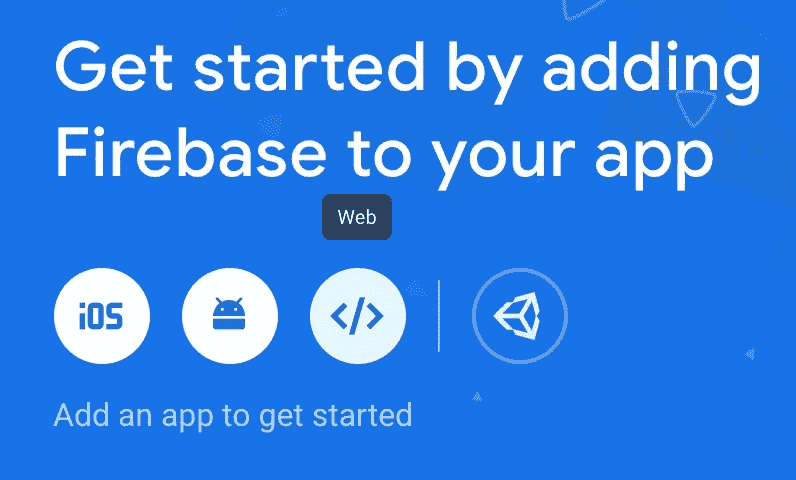 Get started by adding
Firebase to your app
Web
iOS
</>
Add an app to get started